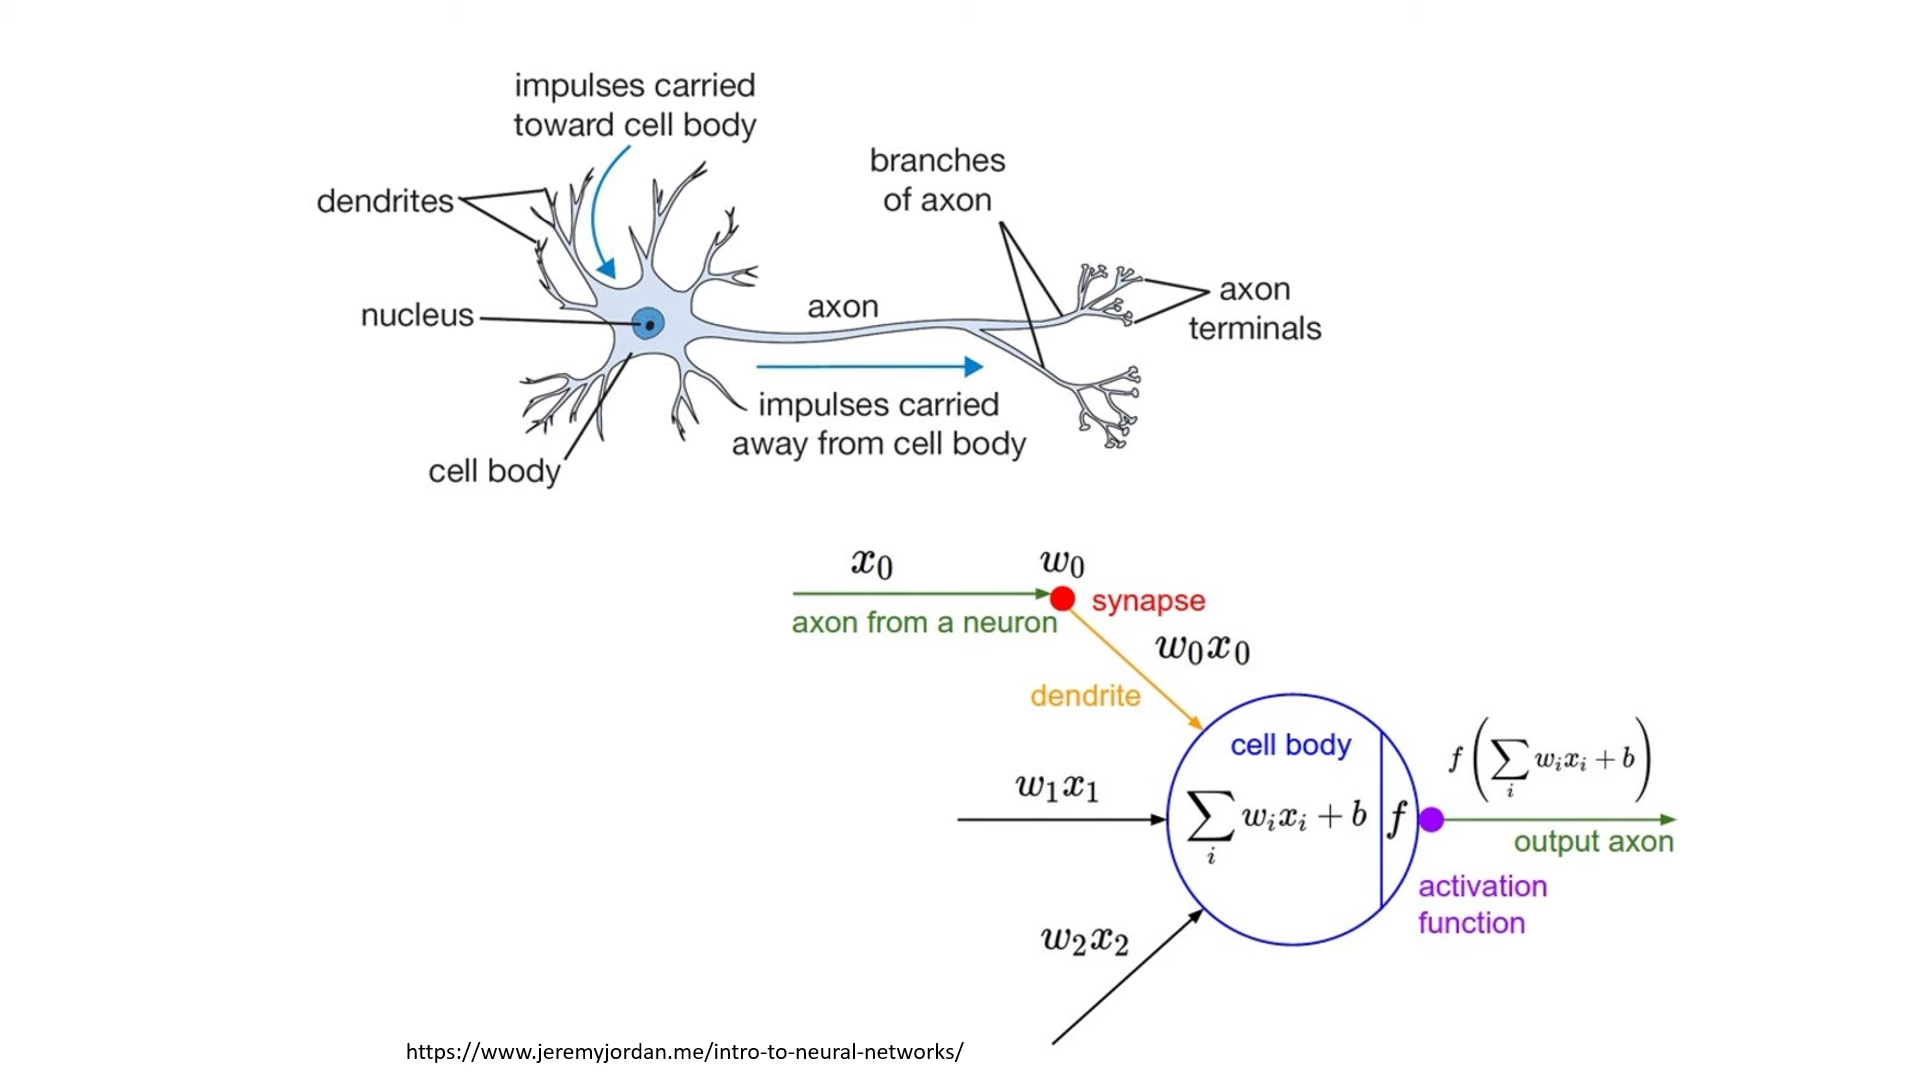 impulses carried
toward cell body
branches
of axon
dendrites
axon
terminals
nucleus
axon
impulses carried
away from cell body
cell body
x₀
w₀
synapse
axon from a neuron
w₀x₀
dendrite
cell body
f(∑ᵢ wᵢxᵢ + b)
w₁x₁
∑ᵢ wᵢxᵢ + b f
output axon
activation
function
w₂x₂
https://www.jeremyjordan.me/intro-to-neural-networks/